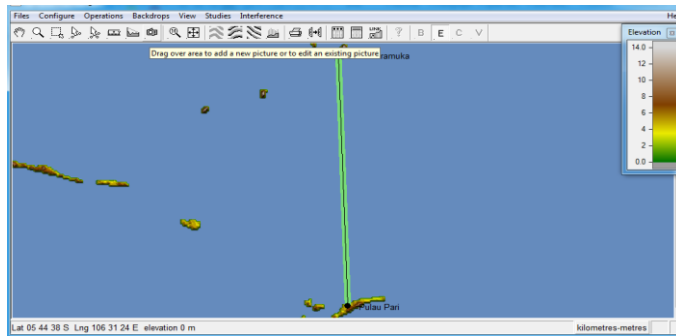 Files Configure Operations Backdrops View Studies Interference He
B E C V
Drag over area to add a new picture or to edit an existing picture
ramuka
Elevation
14.0
12
10
8
6
4
2
0.0
Pulau Pari
Lat 05 44 38 S Lng 106 31 24 E elevation 0 m kilometres-metres